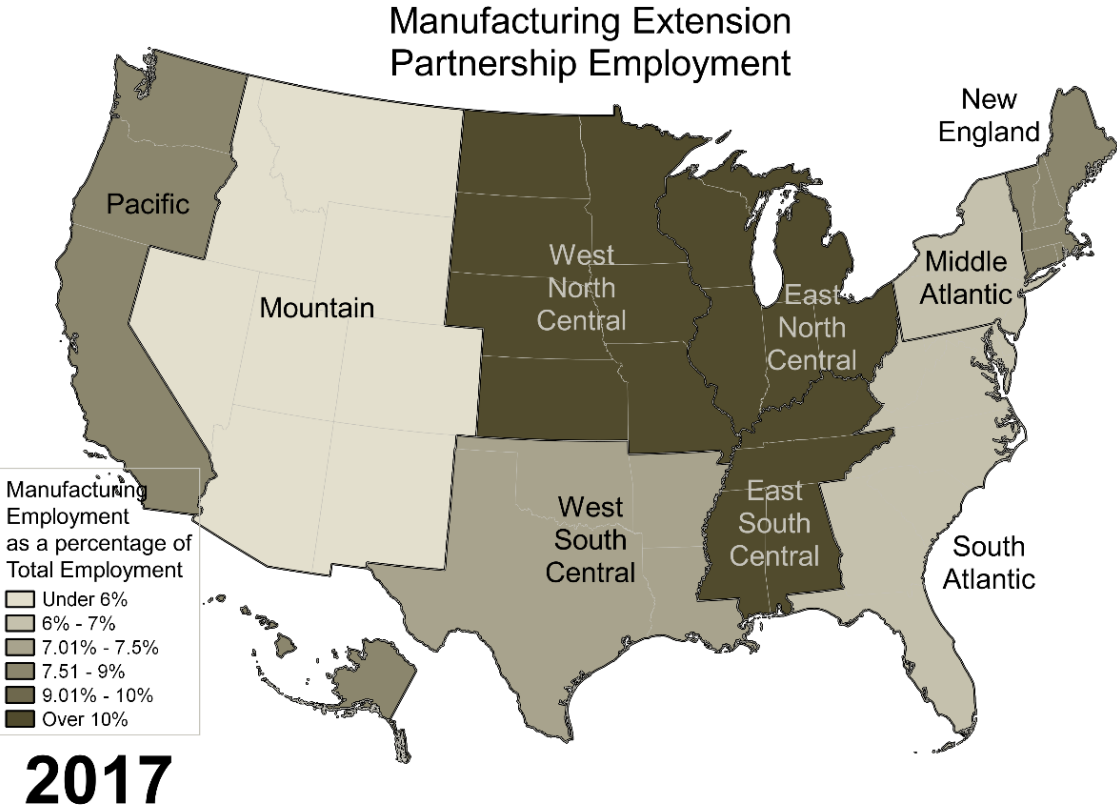 Manufacturing Extension
Partnership Employment
New
England
Pacific
West
North
Central
Middle
Atlantic
Mountain
East
North
Central
West
South
Central
East
South
Central
South
Atlantic
Manufacturing
Employment
as a percentage of
Total Employment
Under 6%
6% - 7%
7.01% - 7.5%
7.51 - 9%
9.01% - 10%
Over 10%
2017